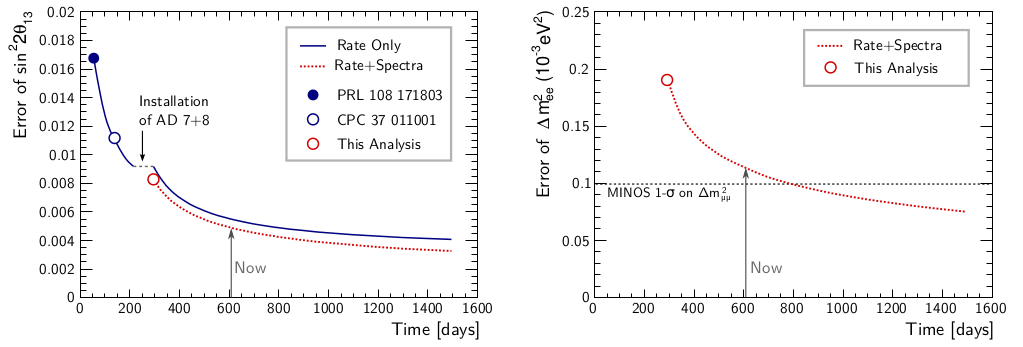 0.02
0.018
0.016
0.014
0.012
0.01
0.008
0.006
0.004
0.002
0
Error of sin²2θ₁₃
Rate Only
Rate+Spectra
PRL 108 171803
CPC 37 011001
This Analysis
Installation
of AD 7+8
Now
0 200 400 600 800 1000 1200 1400 1600
Time [days]
0.25
0.2
0.15
0.1
0.05
0
Error of Δm²ee (10⁻³eV²)
Rate+Spectra
This Analysis
MINOS 1-σ on Δm²μμ
Now
0 200 400 600 800 1000 1200 1400 1600
Time [days]